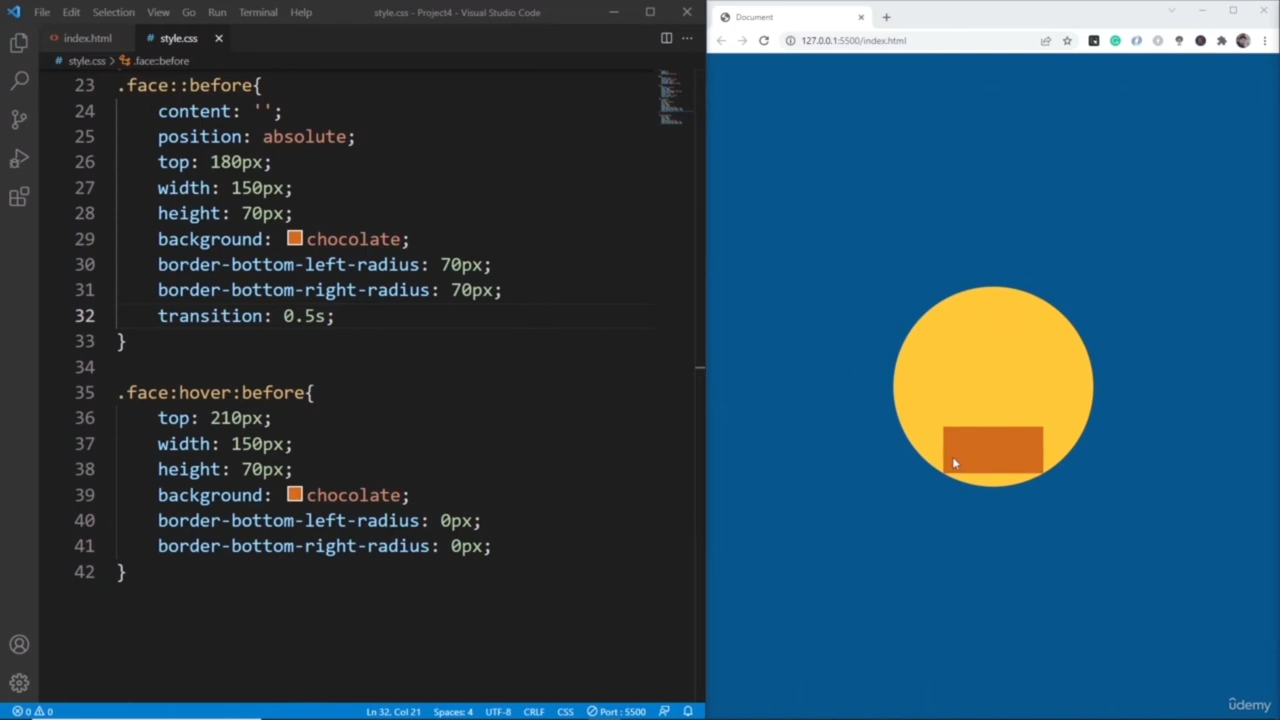 File Edit Selection View Go Run Terminal Help style.css - Project4 - Visual Studio Code
index.html style.css
style.css > .face::before
23 .face::before{
24 content: '';
25 position: absolute;
26 top: 180px;
27 width: 150px;
28 height: 70px;
29 background: chocolate;
30 border-bottom-left-radius: 70px;
31 border-bottom-right-radius: 70px;
32 transition: 0.5s;
33 }
34
35 .face:hover:before{
36 top: 210px;
37 width: 150px;
38 height: 70px;
39 background: chocolate;
40 border-bottom-left-radius: 0px;
41 border-bottom-right-radius: 0px;
42 }
0 0 Ln 32, Col 21 Spaces: 4 UTF-8 CRLF CSS Port : 5500
Document
127.0.0.1:5500/index.html
ûdemy